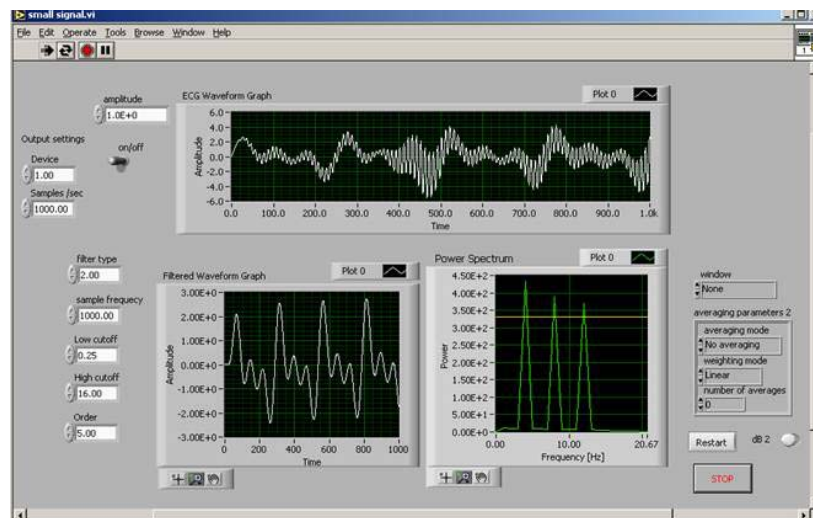 small signal.vi
File Edit Operate Tools Browse Window Help
amplitude
1.0E+0
Output settings
Device
1.00
on/off
Samples /sec
1000.00
ECG Waveform Graph
Plot 0
Amplitude
6.0
4.0
2.0
0.0
-2.0
-4.0
-6.0
0.0 100.0 200.0 300.0 400.0 500.0 600.0 700.0 800.0 900.0 1.0k
Time
filter type
2.00
sample frequecy
1000.00
Low cutoff
0.25
High cutoff
16.00
Order
5.00
Filtered Waveform Graph
Plot 0
Amplitude
3.00E+0
2.00E+0
1.00E+0
0.00E+0
-1.00E+0
-2.00E+0
-3.00E+0
0 200 400 600 800 1000
Time
Power Spectrum
Plot 0
Power
4.50E+2
4.00E+2
3.50E+2
3.00E+2
2.50E+2
2.00E+2
1.50E+2
1.00E+2
5.00E+1
0.00E+0
0.00 10.00 20.67
Frequency [Hz]
window
None
averaging parameters 2
averaging mode
No averaging
weighting mode
Linear
number of averages
0
Restart
dB 2
STOP